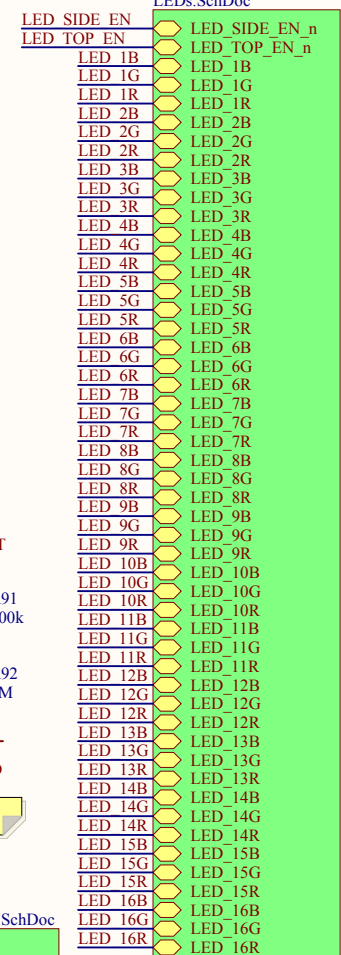 LEDs.SchDoc
LED_SIDE_EN LED_SIDE_EN_n
LED_TOP_EN LED_TOP_EN_n
LED_1B LED_1B
LED_1G LED_1G
LED_1R LED_1R
LED_2B LED_2B
LED_2G LED_2G
LED_2R LED_2R
LED_3B LED_3B
LED_3G LED_3G
LED_3R LED_3R
LED_4B LED_4B
LED_4G LED_4G
LED_4R LED_4R
LED_5B LED_5B
LED_5G LED_5G
LED_5R LED_5R
LED_6B LED_6B
LED_6G LED_6G
LED_6R LED_6R
LED_7B LED_7B
LED_7G LED_7G
LED_7R LED_7R
LED_8B LED_8B
LED_8G LED_8G
LED_8R LED_8R
LED_9B LED_9B
LED_9G LED_9G
LED_9R LED_9R
LED_10B LED_10B
LED_10G LED_10G
91
LED_10R LED_10R
00k
LED_11B LED_11B
LED_11G LED_11G
LED_11R LED_11R
92
LED_12B LED_12B
M
LED_12G LED_12G
LED_12R LED_12R
LED_13B LED_13B
LED_13G LED_13G
LED_13R LED_13R
LED_14B LED_14B
LED_14G LED_14G
LED_14R LED_14R
LED_15B LED_15B
LED_15G LED_15G
LED_15R LED_15R
LED_16B LED_16B
SchDoc
LED_16G LED_16G
LED_16R LED_16R